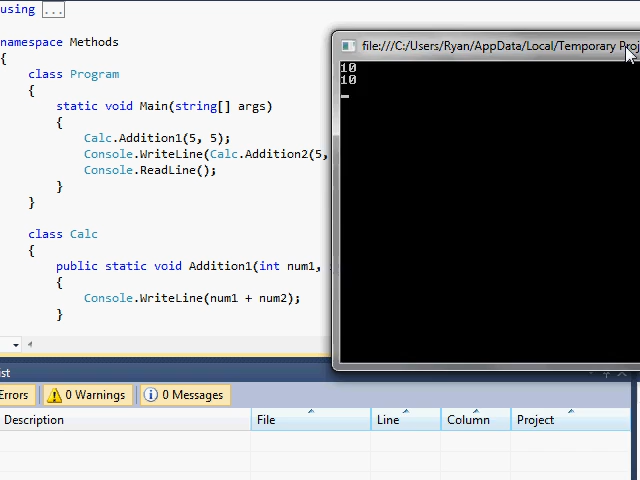 using ...
namespace Methods
{
class Program
{
static void Main(string[] args)
{
Calc.Addition1(5, 5);
Console.WriteLine(Calc.Addition2(5,
Console.ReadLine();
}
}
class Calc
{
public static void Addition1(int num1,
{
Console.WriteLine(num1 + num2);
}
file:///C:/Users/Ryan/AppData/Local/Temporary Proj
10
10
ist
Errors
0 Warnings
0 Messages
Description
File
Line
Column
Project